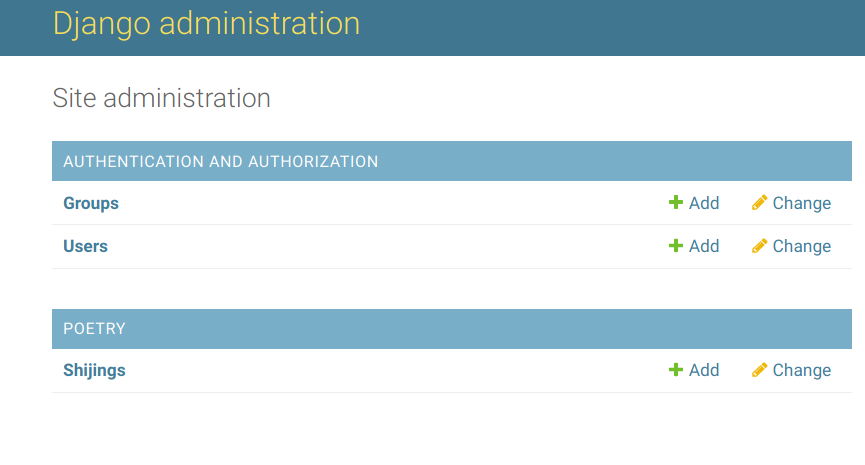 Django administration
Site administration
AUTHENTICATION AND AUTHORIZATION
Groups Add Change
Users Add Change
POETRY
Shijings Add Change